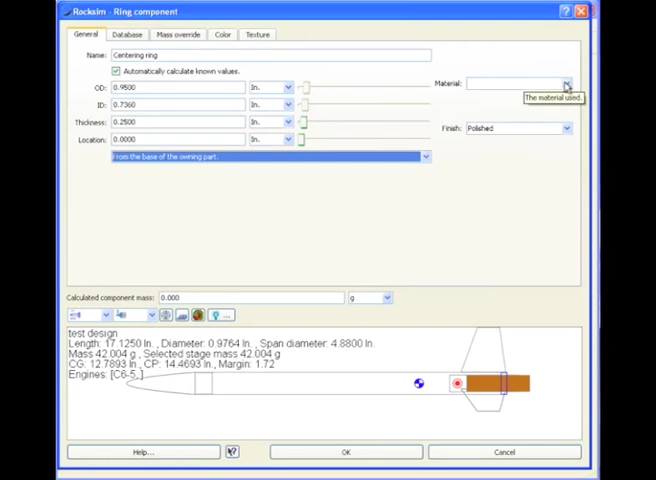 Rocksim - Ring component
General Database Mass override Color Texture
Name: Centering ring
Automatically calculate known values.
OD: 0.9500 In.
Material:
The material used.
ID: 0.7360 In.
Thickness: 0.2500 In.
Finish: Polished
Location: 0.0000 In.
From the base of the owning part.
Calculated component mass: 0.000 g
...
test design
Length: 17.1250 In. , Diameter: 0.9764 In. , Span diameter: 4.8800 In.
Mass 42.004 g , Selected stage mass 42.004 g
CG: 12.7893 In., CP: 14.4693 In., Margin: 1.72
Engines: [C6-5, ]
Help... OK Cancel